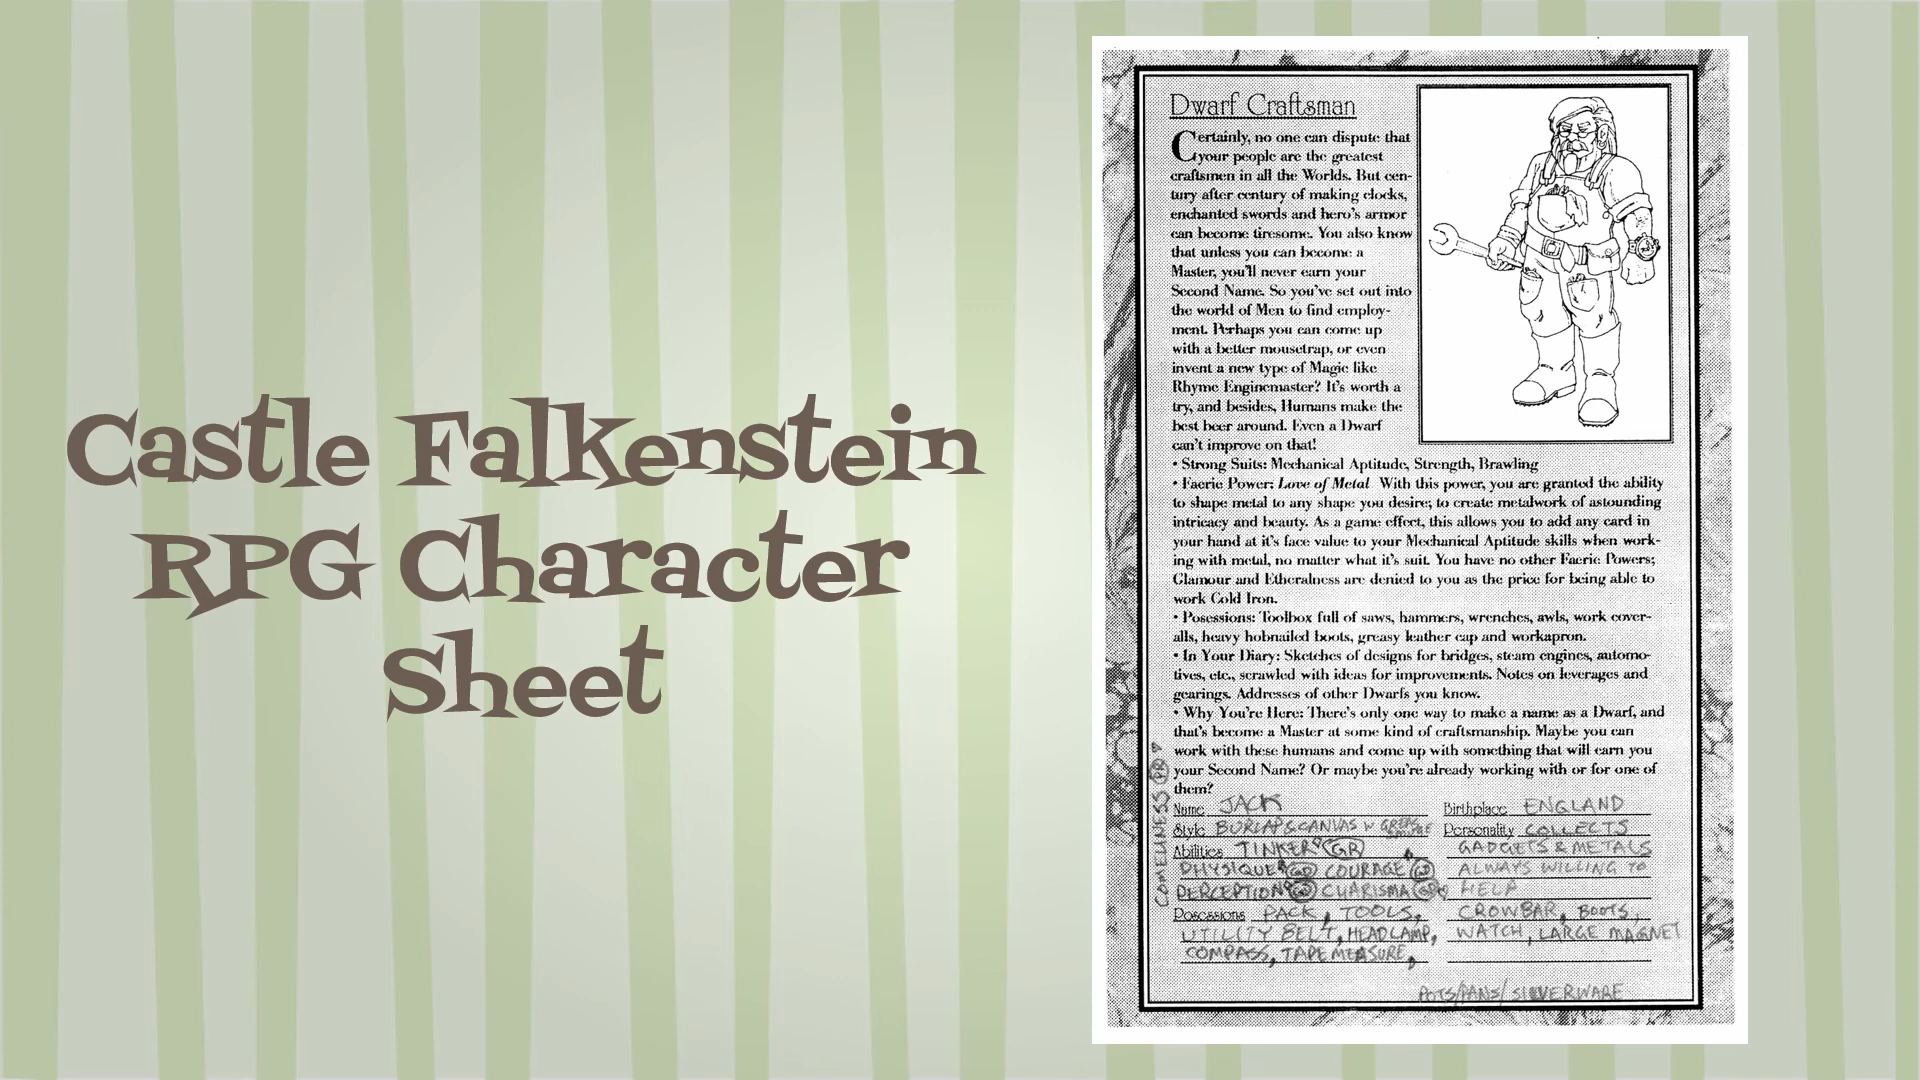 Castle Falkenstein
RPG Character
Sheet
Dwarf Craftsman
Certainly, no one can dispute that
your people are the greatest
craftsmen in all the Worlds. But cen-
tury after century of making clocks,
enchanted swords and hero's armor
can become tiresome. You also know
that unless you can become a
Master, you'll never earn your
Second Name. So you've set out into
the world of Men to find employ-
ment. Perhaps you can come up
with a better mousetrap, or even
invent a new type of Magic like
Rhyme Enginemaster? It's worth a
try, and besides, Humans make the
best beer around. Even a Dwarf
can't improve on that!
• Strong Suits: Mechanical Aptitude, Strength, Brawling
• Faerie Power: Love of Metal With this power, you are granted the ability
to shape metal to any shape you desire; to create metalwork of astounding
intricacy and beauty. As a game effect, this allows you to add any card in
your hand at it's face value to your Mechanical Aptitude skills when work-
ing with metal, no matter what it's suit. You have no other Faerie Powers;
Glamour and Etheralness are denied to you as the price for being able to
work Cold Iron.
• Posessions: Toolbox full of saws, hammers, wrenches, awls, work cover-
alls, heavy hobnailed boots, greasy leather cap and workapron.
• In Your Diary: Sketches of designs for bridges, steam engines, automo-
tives, etc., scrawled with ideas for improvements. Notes on leverages and
gearings. Addresses of other Dwarfs you know.
• Why You're Here: There's only one way to make a name as a Dwarf, and
that's become a Master at some kind of craftsmanship. Maybe you can
work with these humans and come up with something that will earn you
your Second Name? Or maybe you're already working with or for one of
them?
Name JACK
Style BURLAP & CANVAS W GREASE
Abilities TINKER GR
PHYSIQUE GD COURAGE
PERCEPTION CHARISMA
Posessions PACK, TOOLS,
UTILITY BELT, HEADLAMP,
COMPASS, TAPE MEASURE,
Birthplace ENGLAND
Personality COLLECTS
GADGETS & METALS
ALWAYS WILLING TO
HELP
CROWBAR, BOOTS,
WATCH, LARGE MAGNET
POTS/PANS/SILVERWARE
COMELINESS